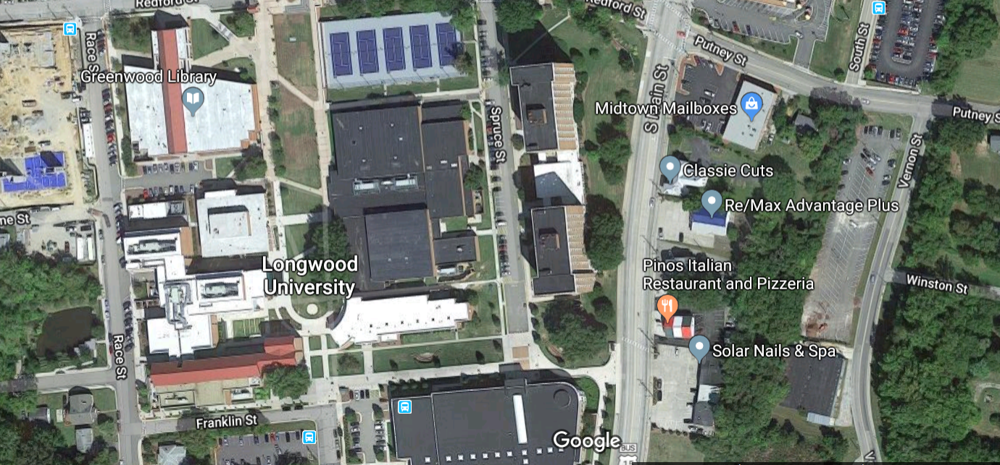 Redford St
Redford St
Race S
Putney St
South St
Greenwood Library
S Main St
Midtown Mailboxes
Putney S
Spruce St
Vernon St
Classie Cuts
Re/Max Advantage Plus
ne St
Longwood
University
Pinos Italian
Restaurant and Pizzeria
Winston St
Race St
Solar Nails & Spa
Franklin St
Google
BUS
15
V